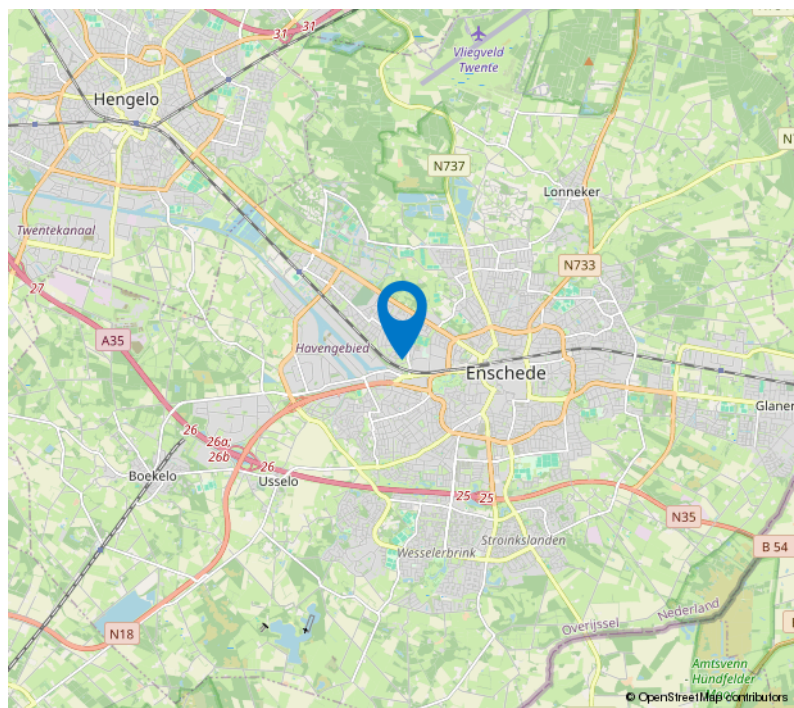 31
31
Vliegveld
Twente
Hengelo
N737
Lonneker
Twentekanaal
N733
27
A35
Havengebied
Enschede
Glaner
26
26a;
26b
26
Boekelo
Usselo
25
25
N35
Wesselerbrink
Stroinkslanden
B 54
N18
Overijssel
Nederland
Amtsvenn
- Hundfelder
© OpenStreetMap contributors